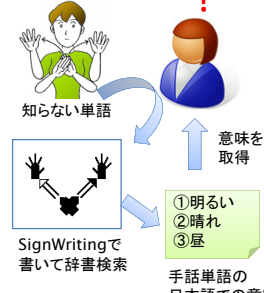 !
知らない単語
意味を
取得
①明るい
②晴れ
③昼
SignWritingで
書いて辞書検索
手話単語の
日本語での意